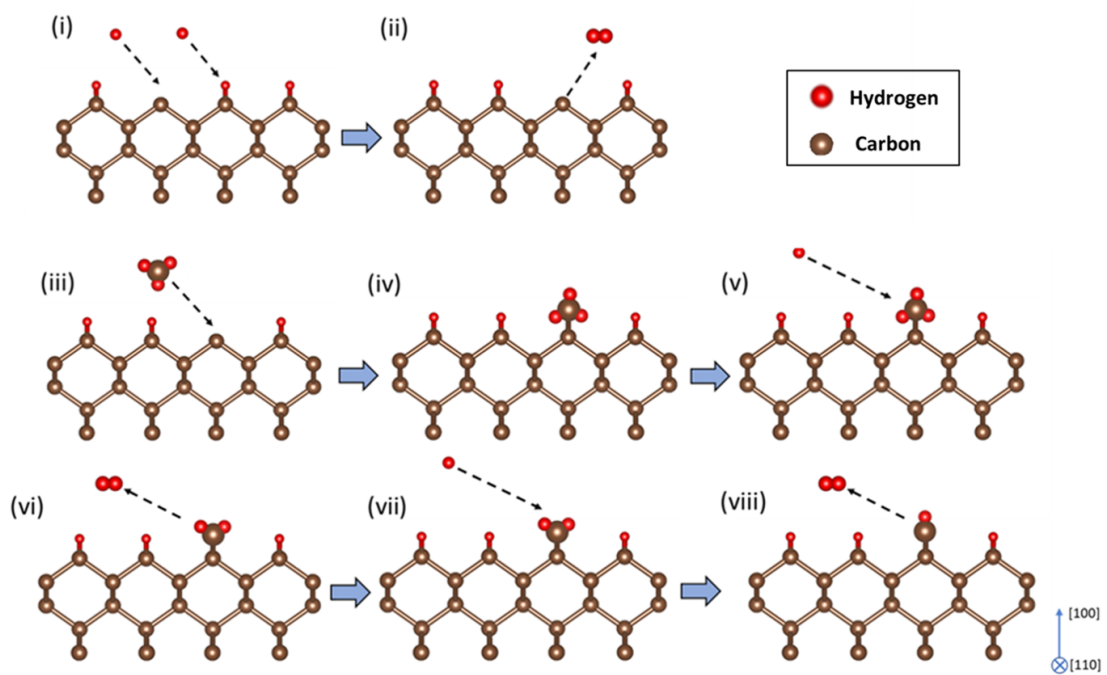 (i)
(ii)
Hydrogen
Carbon
(iii)
(iv)
(v)
(vi)
(vii)
(viii)
[100]
[110]